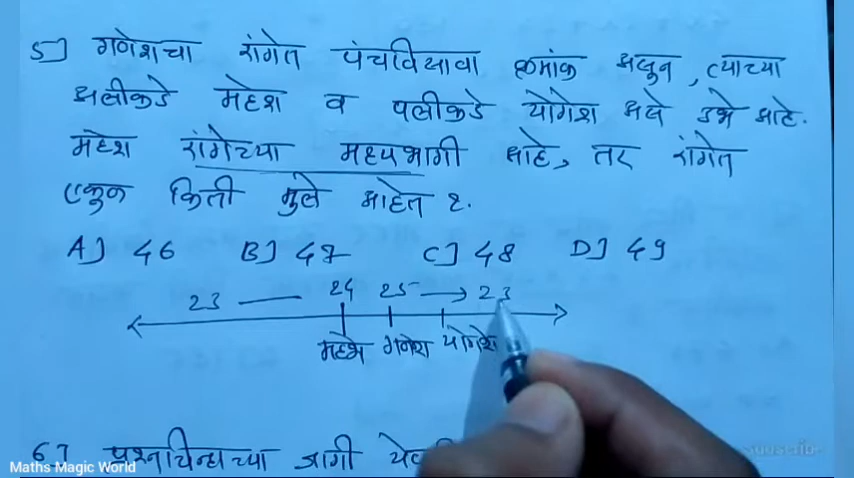 5] गणेशचा रांगेत पंचविसावा क्रमांक असून, त्याच्या
अलीकडे महेश व पलीकडे योगेश असे उभे आहे.
महेश रांगेच्या मध्यभागी आहे, तर रांगेत
एकूण किती मुले आहेत ?.
A] 46 B] 47 C] 48 D] 49
23 24 25 → 23
महेश गणेश योगेश
6] प्रश्नचिन्हाच्या जागी
Maths Magic World